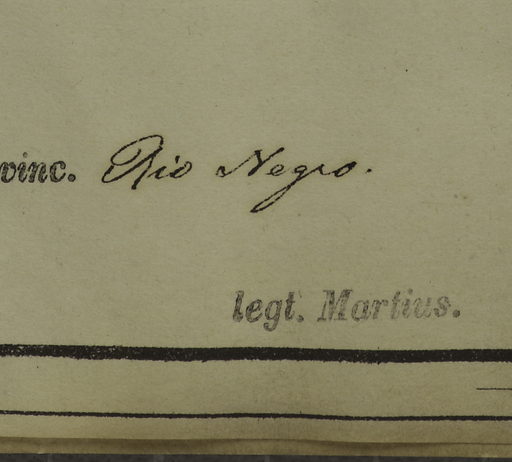 vinc. Rio Negro.
legt. Martius.